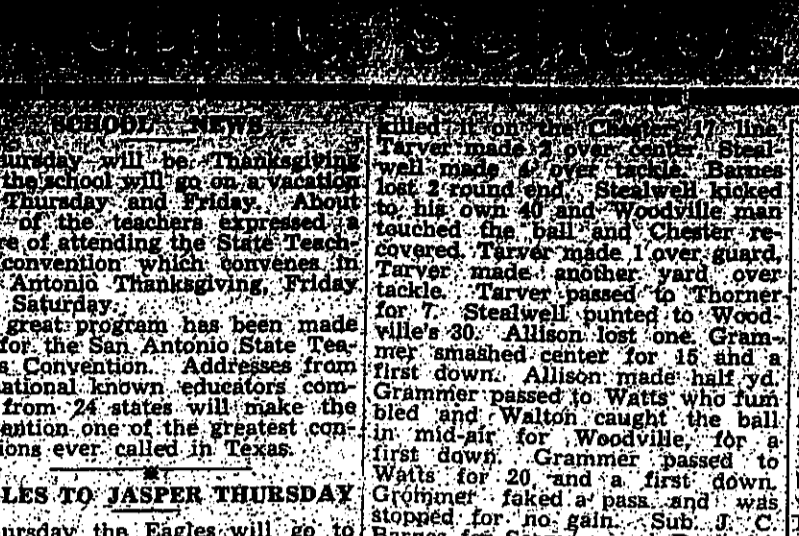 SCHOOL NEWS
ursday will be Thanksgiving
the school will go on a vacation
Thursday and Friday. About
of the teachers expressed a
re of attending the State Teach-
convention which convenes in
Antonio Thanksgiving, Friday
Saturday.
great program has been made
for the San Antonio State Tea-
s Convention. Addresses from
ational known educators com-
from 24 states will make the
ention one of the greatest con-
ions ever called in Texas.
LES TO JASPER THURSDAY
ursday the Eagles will go to
killed it on the Chester 17 line.
Tarver made 2 over center. Steal-
well made 4 over tackle. Barnes
lost 2 round end. Stealwell kicked
to his own 40 and Woodville man
touched the ball and Chester re-
covered. Tarver made 1 over guard,
Tarver made another yard over
tackle. Tarver passed to Thorner
for 7. Stealwell punted to Wood-
ville's 30. Allison lost one. Gram-
mer smashed center for 15 and a
first down. Allison made half yd.
Grammer passed to Watts who fum
bled and Walton caught the ball
in mid-air for Woodville, for a
first down. Grammer passed to
Watts for 20 and a first down.
Grommer faked a pass and was
stopped for no gain. Sub J. C.
Barnes for